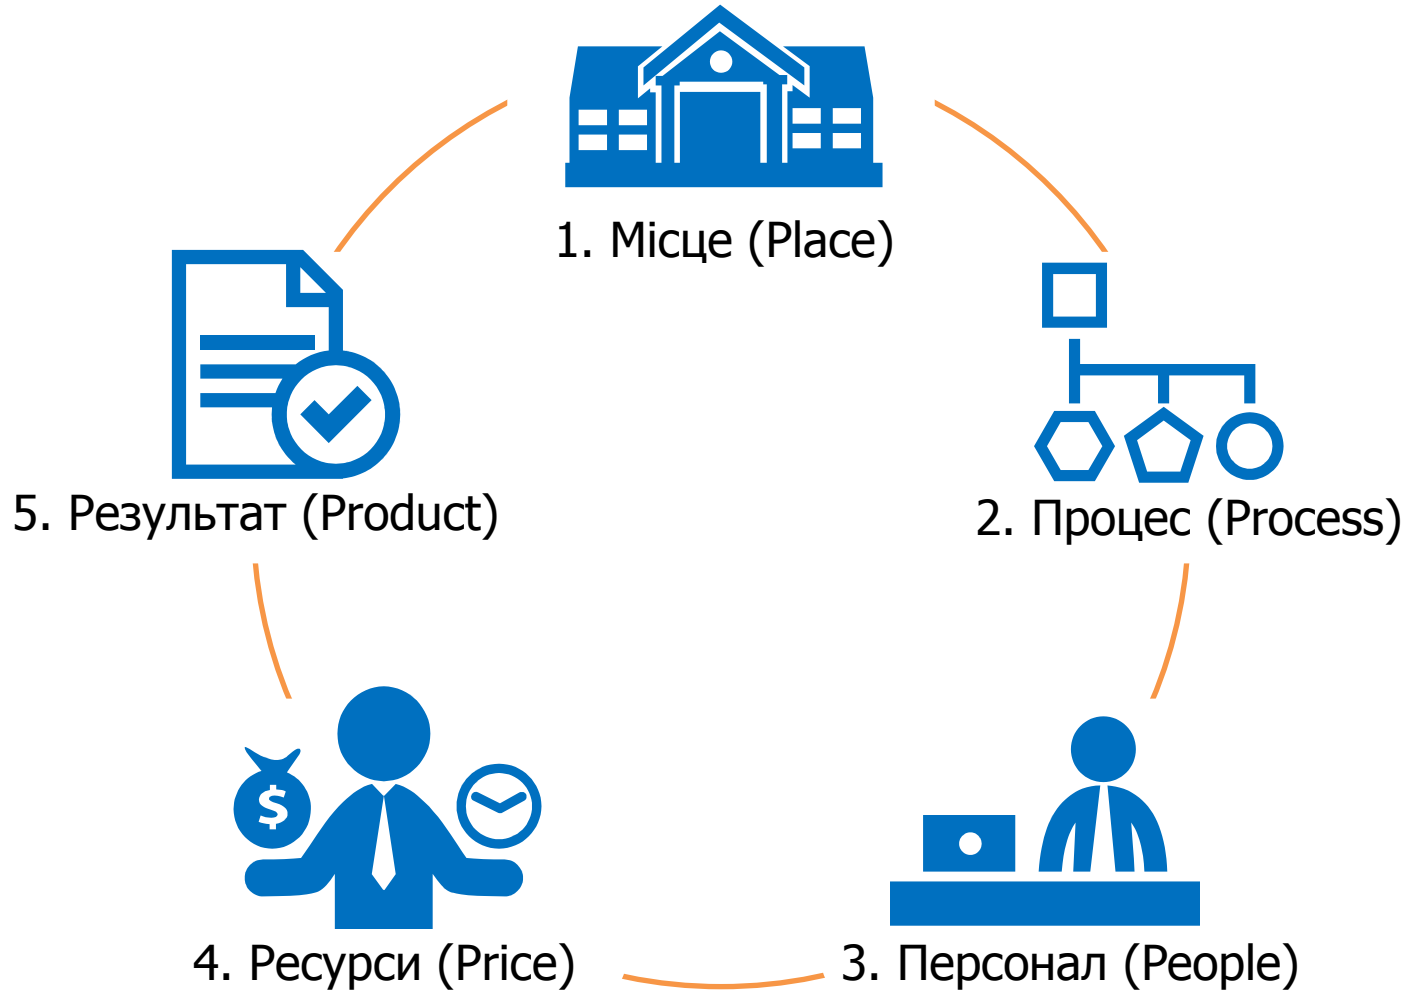 1. Місце (Place)
2. Процес (Process)
3. Персонал (People)
4. Ресурси (Price)
$
5. Результат (Product)